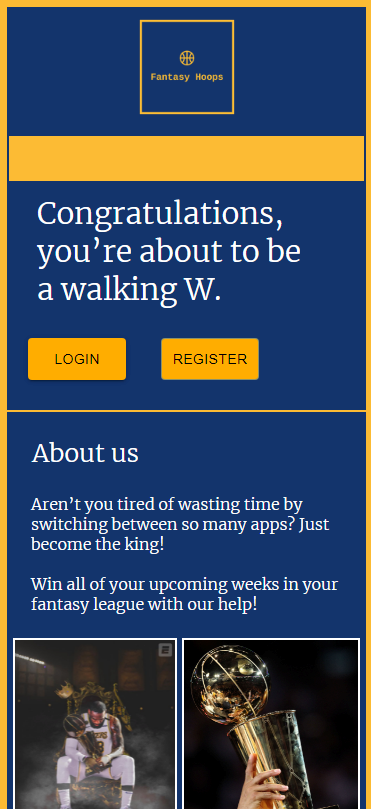 Fantasy Hoops
Congratulations,
you’re about to be
a walking W.
LOGIN
REGISTER
About us
Aren’t you tired of wasting time by
switching between so many apps? Just
become the king!
Win all of your upcoming weeks in your
fantasy league with our help!